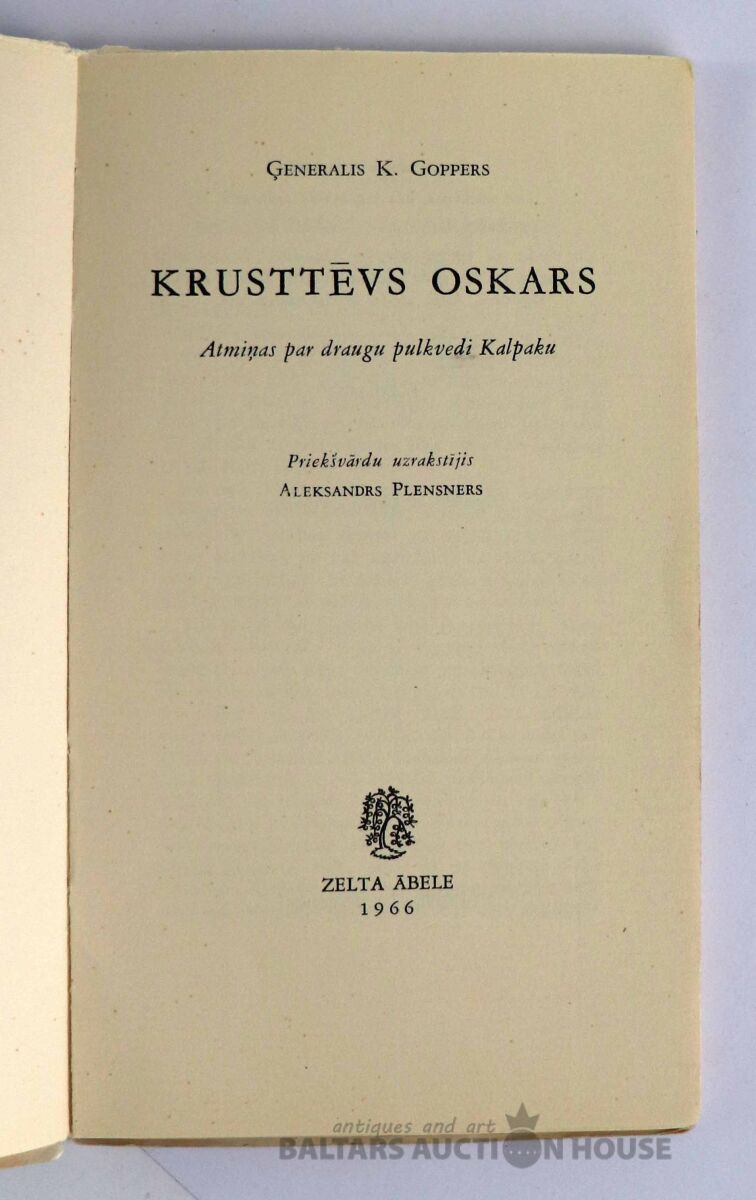 Ģeneralis K. Goppers
KRUSTTĒVS OSKARS
Atmiņas par draugu pulkvedi Kalpaku
Priekšvārdu uzrakstījis
Aleksandrs Plensners
ZELTA ĀBELE
1966
antiques and art
BALTARS AUCTION HOUSE